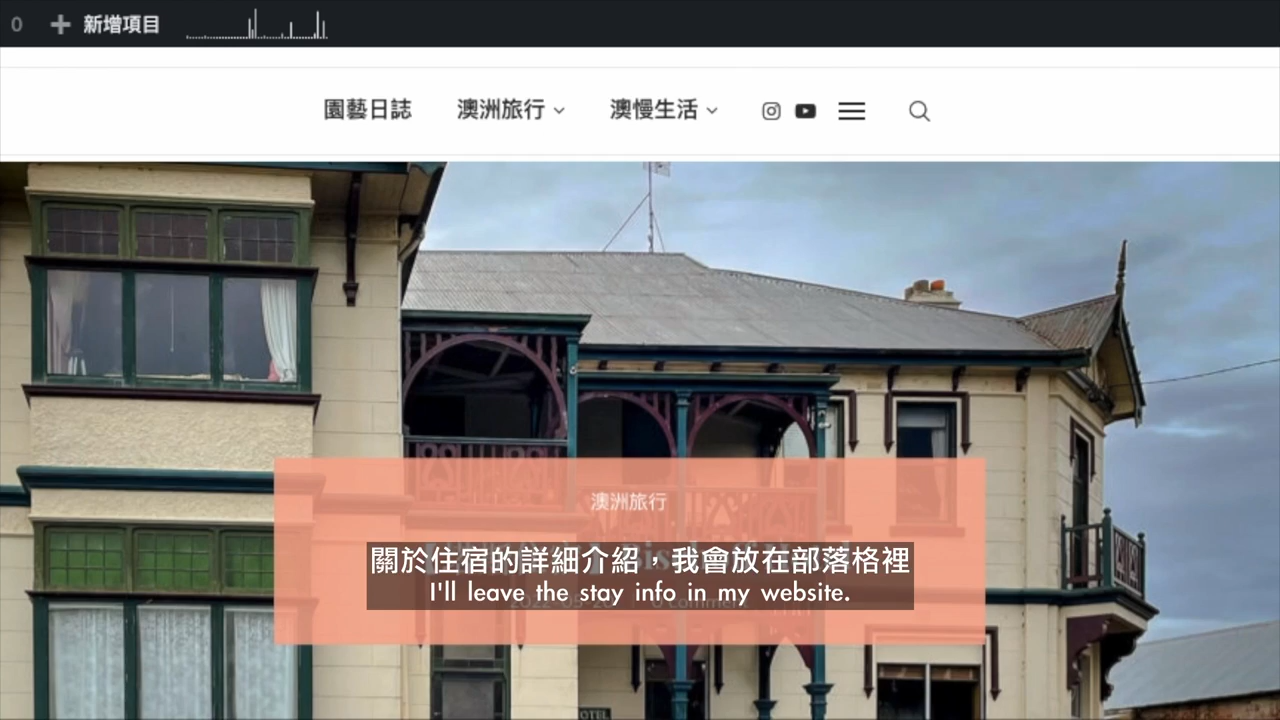 0 新增項目
園藝日誌 澳洲旅行 澳慢生活
澳洲旅行
關於住宿的詳細介紹，我會放在部落格裡
I'll leave the stay info in my website.